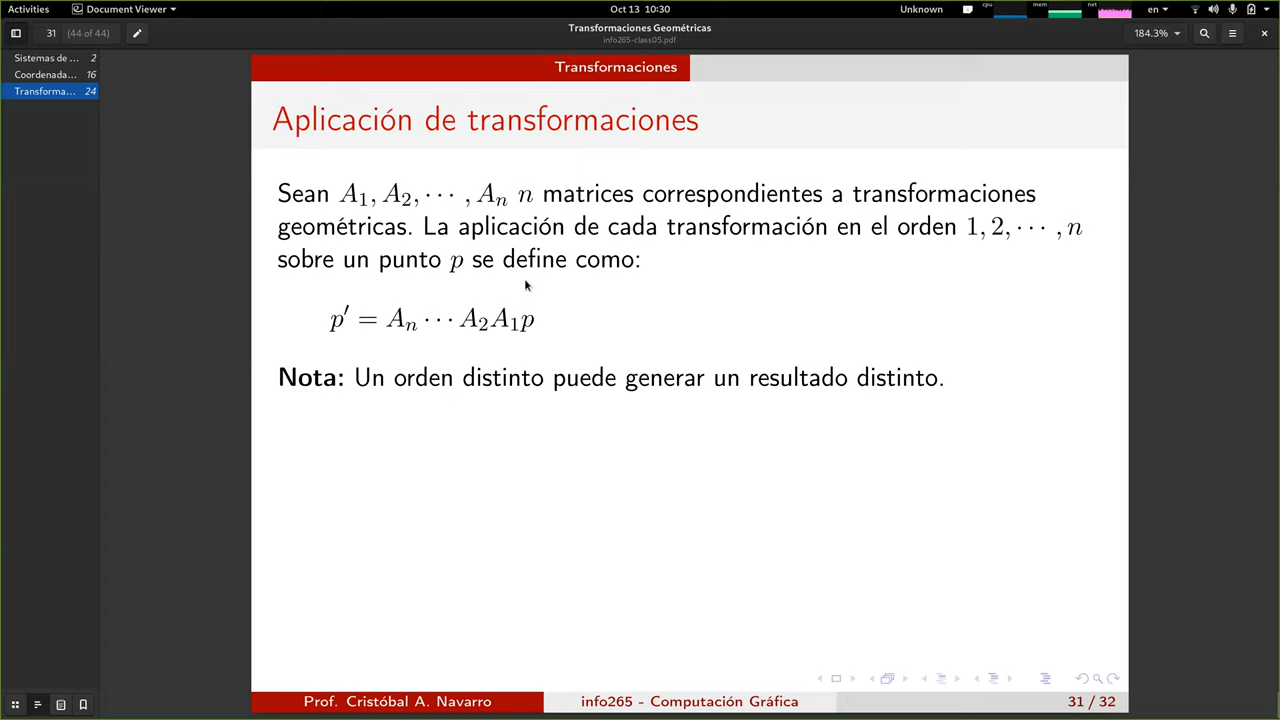 Activities Document Viewer Oct 13 10:30 Unknown cpu mem net en
31 (44 of 44) Transformaciones Geométricas 184.3%
info265-class05.pdf
Sistemas de ... 2
Coordenada... 16
Transforma... 24
Transformaciones
Aplicación de transformaciones
Sean A₁, A₂, ⋯ , Aₙ n matrices correspondientes a transformaciones
geométricas. La aplicación de cada transformación en el orden 1, 2, ⋯ , n
sobre un punto p se define como:
p′ = Aₙ ⋯ A₂A₁p
Nota: Un orden distinto puede generar un resultado distinto.
Prof. Cristóbal A. Navarro info265 - Computación Gráfica 31 / 32